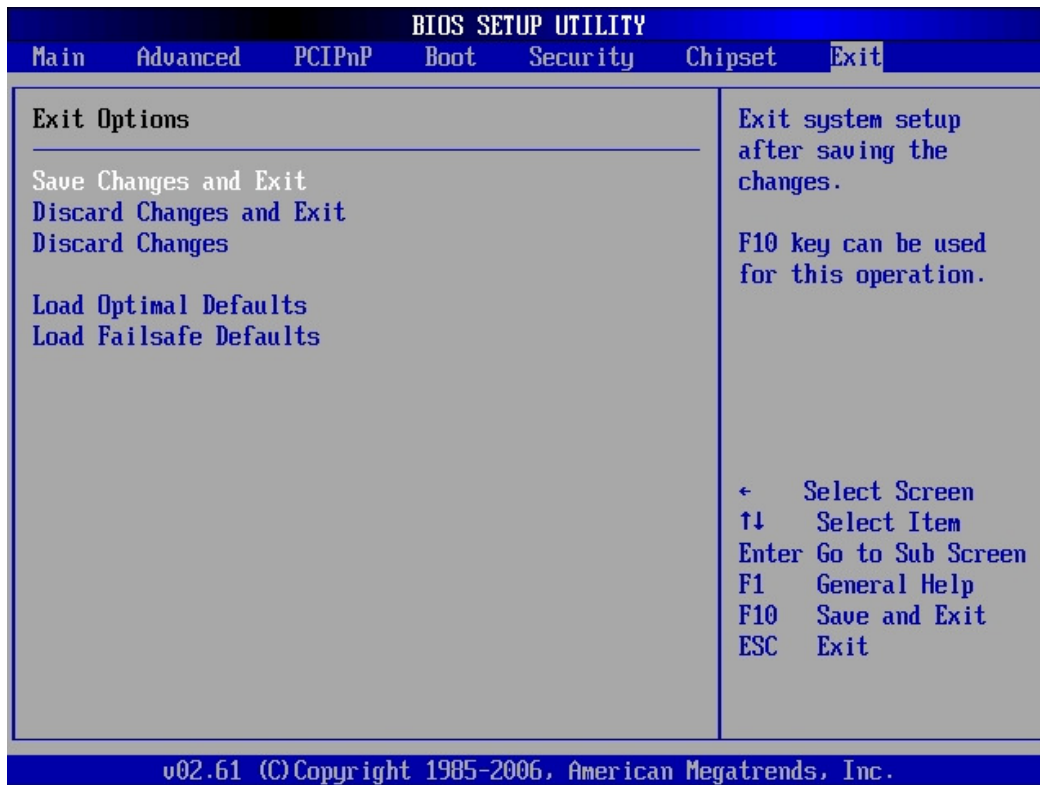 BIOS SETUP UTILITY
Main Advanced PCIPnP Boot Security Chipset Exit
Exit Options
Save Changes and Exit
Discard Changes and Exit
Discard Changes
Load Optimal Defaults
Load Failsafe Defaults
Exit system setup
after saving the
changes.
F10 key can be used
for this operation.
← Select Screen
↑↓ Select Item
Enter Go to Sub Screen
F1 General Help
F10 Save and Exit
ESC Exit
v02.61 (C)Copyright 1985-2006, American Megatrends, Inc.